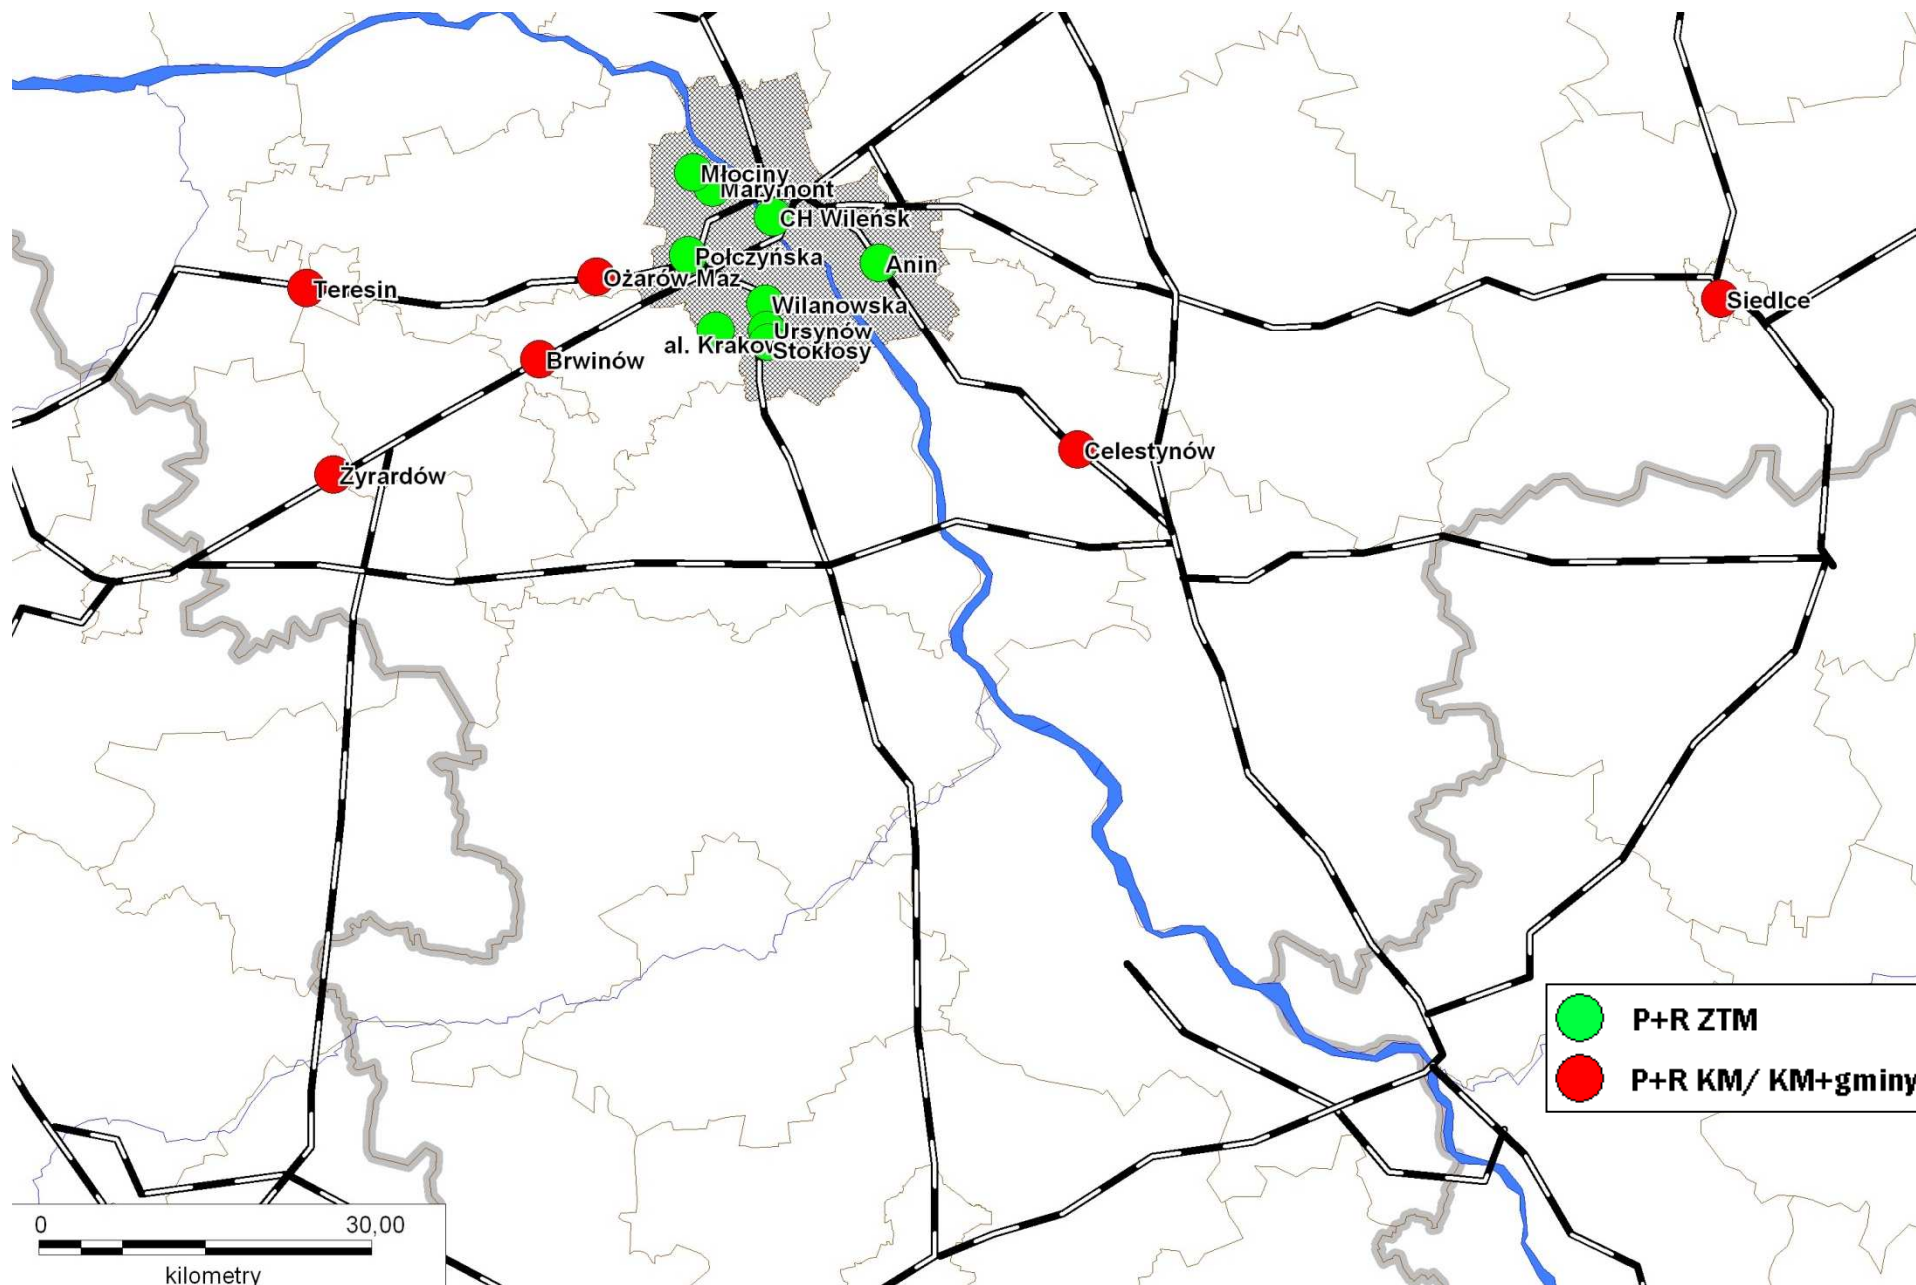 Młociny
Marymont
CH Wileńsk
Połczyńska
Anin
Ożarów Maz
Teresin
Siedlce
Wilanowska
Ursynów
al. Krakow
Stokłosy
Brwinów
Celestynów
Żyrardów
P+R ZTM
P+R KM/ KM+gminy
0 30,00
kilometry